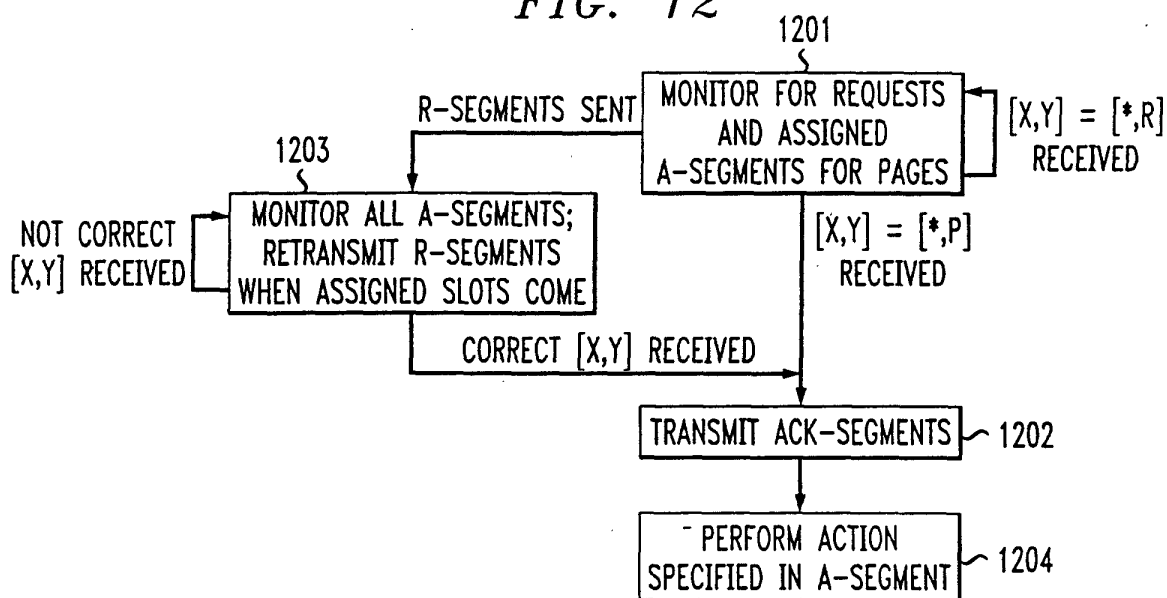 FIG. 12
1201
MONITOR FOR REQUESTS
AND ASSIGNED
A-SEGMENTS FOR PAGES
[X,Y] = [*,R]
RECEIVED
R-SEGMENTS SENT
1203
MONITOR ALL A-SEGMENTS;
RETRANSMIT R-SEGMENTS
WHEN ASSIGNED SLOTS COME
NOT CORRECT
[X,Y] RECEIVED
[X,Y] = [*,P]
RECEIVED
CORRECT [X,Y] RECEIVED
TRANSMIT ACK-SEGMENTS
1202
PERFORM ACTION
SPECIFIED IN A-SEGMENT
1204